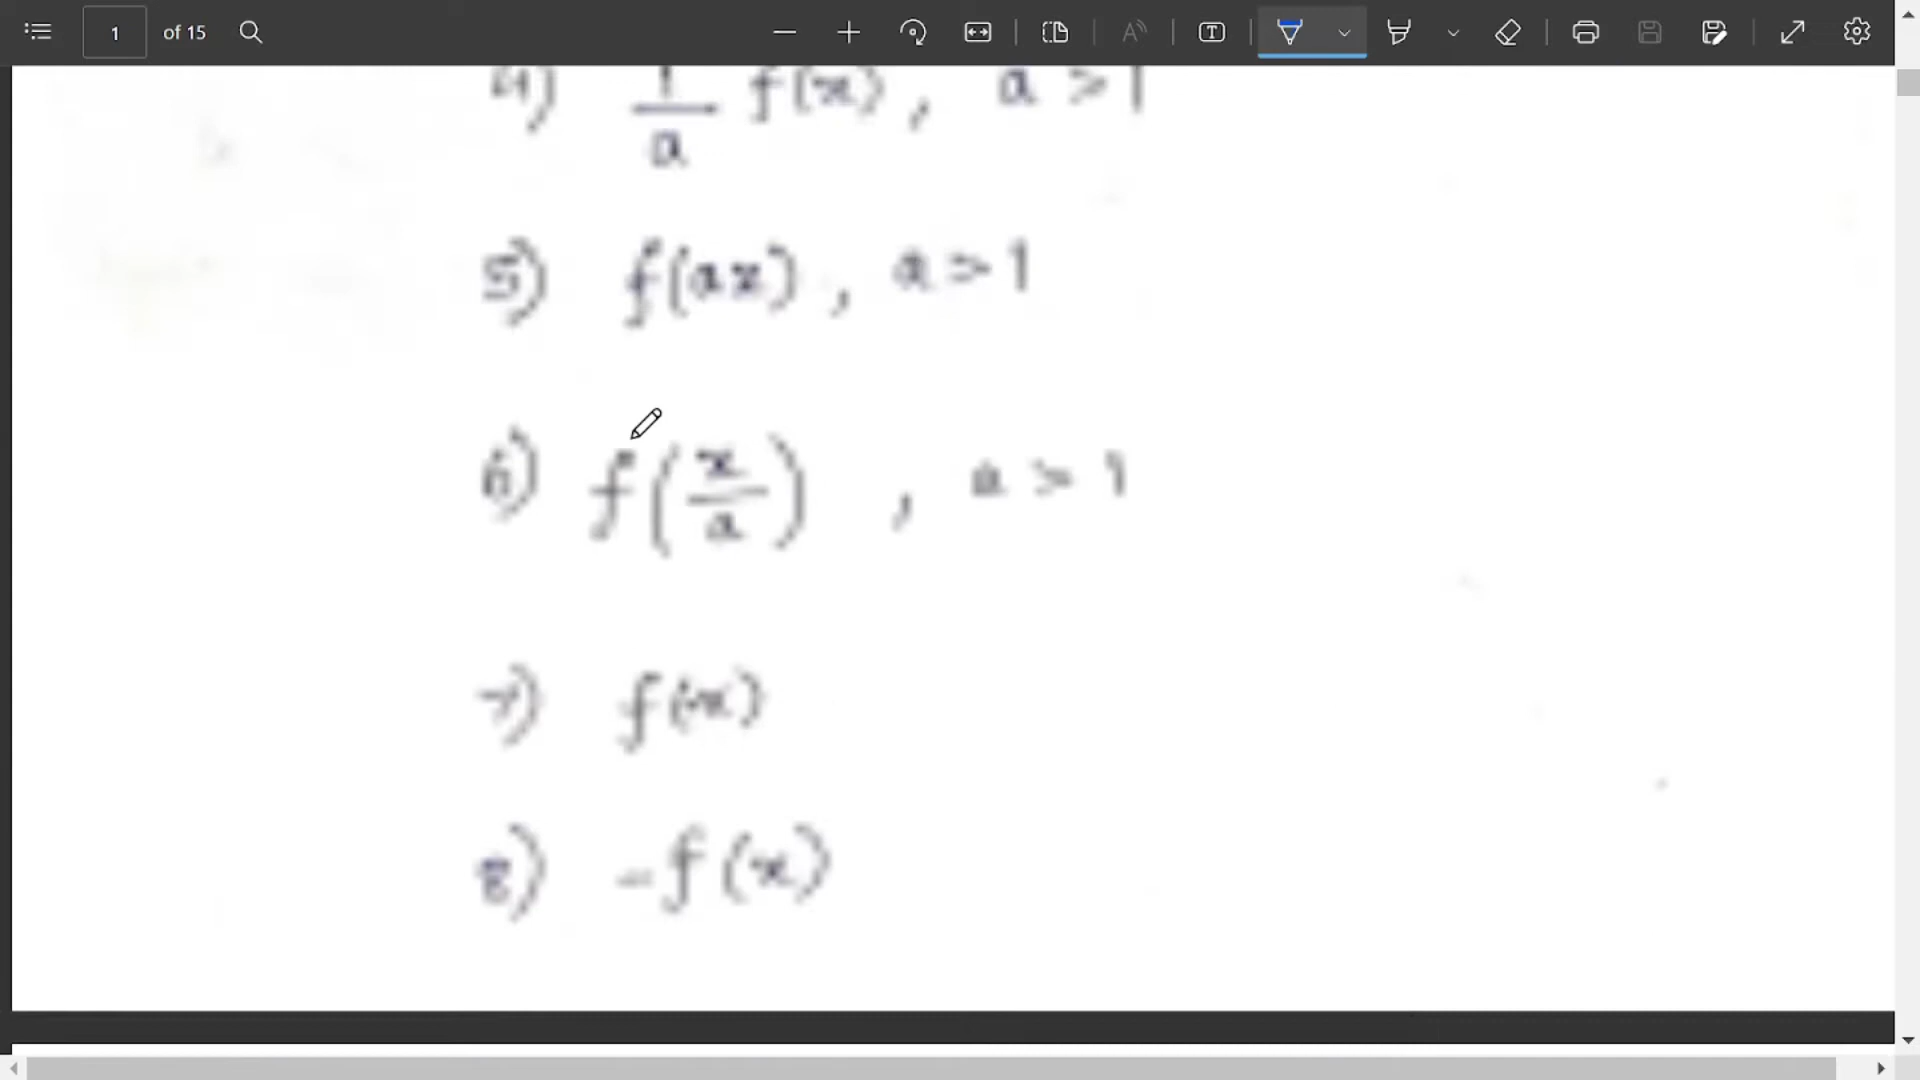 1
of 15
4) 1/a f(x), a > 1
5) f(ax), a > 1
6) f(x/a), a > 1
7) f(-x)
8) -f(x)